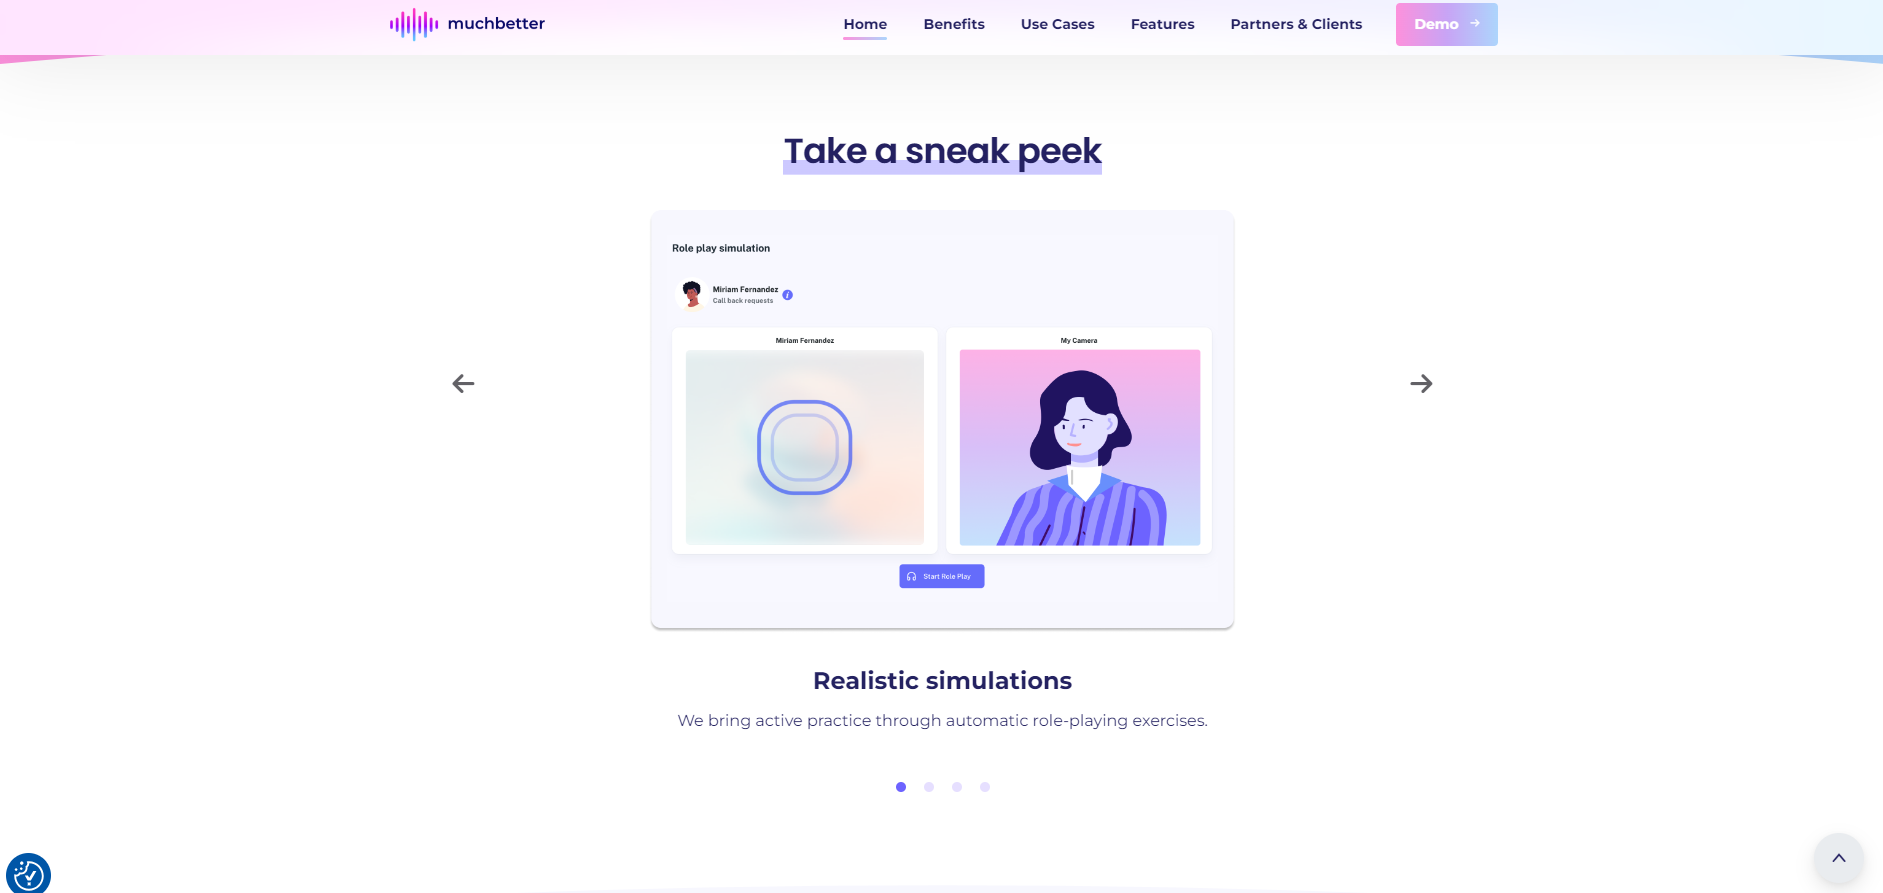 muchbetter
Home
Benefits
Use Cases
Features
Partners & Clients
Demo
Take a sneak peek
Role play simulation
Miriam Fernandez
Call back requests
Miriam Fernandez
My Camera
Start Role Play
Realistic simulations
We bring active practice through automatic role-playing exercises.